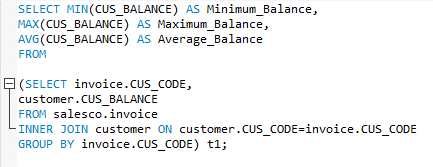 SELECT MIN(CUS_BALANCE) AS Minimum_Balance,
MAX(CUS_BALANCE) AS Maximum_Balance,
AVG(CUS_BALANCE) AS Average_Balance
FROM
(SELECT invoice.CUS_CODE,
customer.CUS_BALANCE
FROM salesco.invoice
INNER JOIN customer ON customer.CUS_CODE=invoice.CUS_CODE
GROUP BY invoice.CUS_CODE) t1;